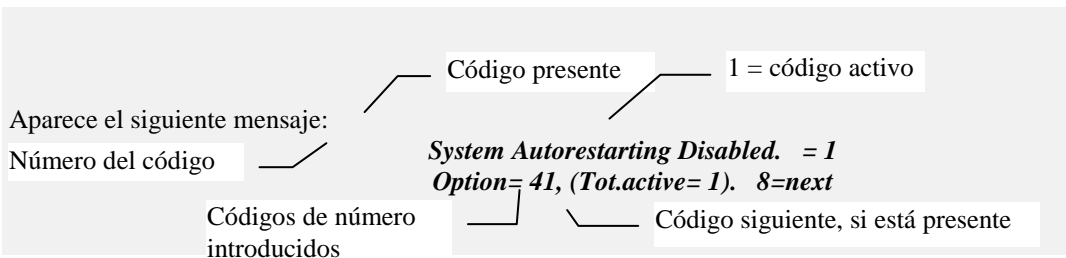 Código presente
1 = código activo
Aparece el siguiente mensaje:
Número del código
System Autorestarting Disabled. = 1
Option= 41, (Tot.active= 1). 8=next
Códigos de número
introducidos
Código siguiente, si está presente